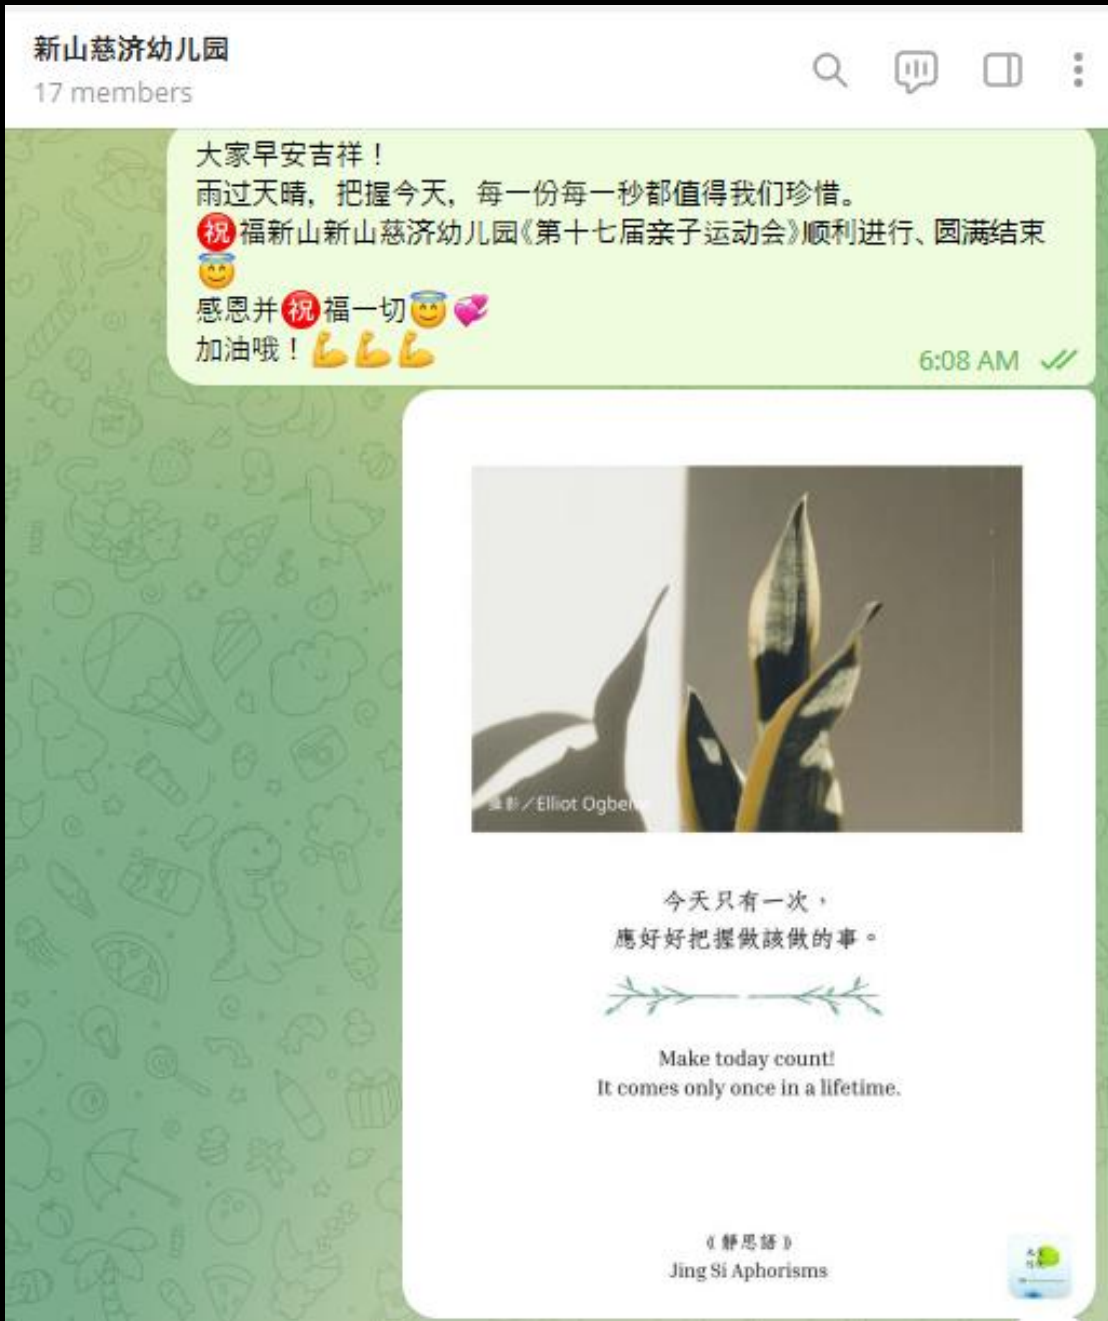 新山慈济幼儿园
17 members
大家早安吉祥！
雨过天晴，把握今天，每一份每一秒都值得我们珍惜。
㊗️福新山新山慈济幼儿园《第十七届亲子运动会》顺利进行、圆满结束
😇
感恩并㊗️福一切😇💞
加油哦！💪💪💪
6:08 AM
攝影／Elliot
今天只有一次，
應好好把握做該做的事。
Make today count!
It comes only once in a lifetime.
《靜思語》
Jing Si Aphorisms